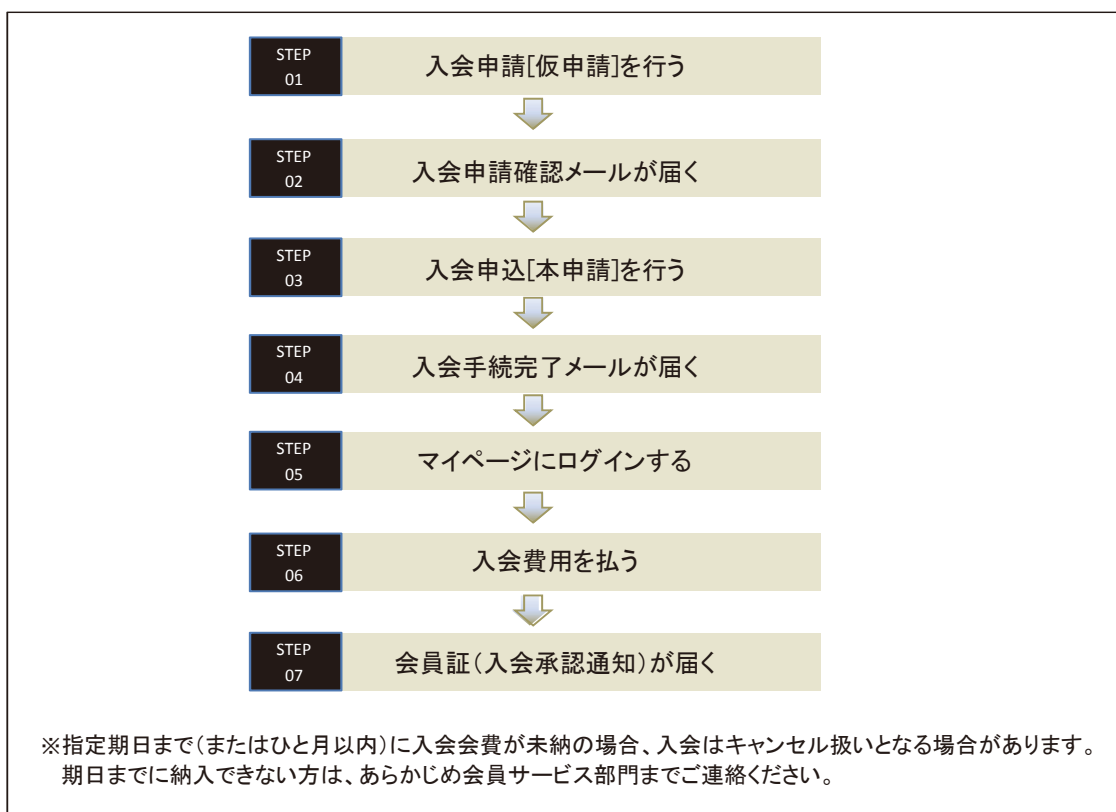 STEP
01
入会申請[仮申請]を行う
STEP
02
入会申請確認メールが届く
STEP
03
入会申込[本申請]を行う
STEP
04
入会手続完了メールが届く
STEP
05
マイページにログインする
STEP
06
入会費用を払う
STEP
07
会員証(入会承認通知)が届く
※指定期日まで(またはひと月以内)に入会会費が未納の場合、入会はキャンセル扱いとなる場合があります。
期日までに納入できない方は、あらかじめ会員サービス部門までご連絡ください。